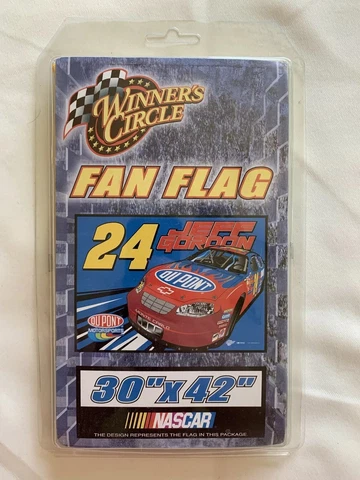 WINNER'S
CIRCLE
FAN FLAG
24 JEFF
GORDON
DUPONT
DUPONT
MOTORSPORTS
30"X42"
NASCAR
THE DESIGN REPRESENTS THE FLAG IN THIS PACKAGE.